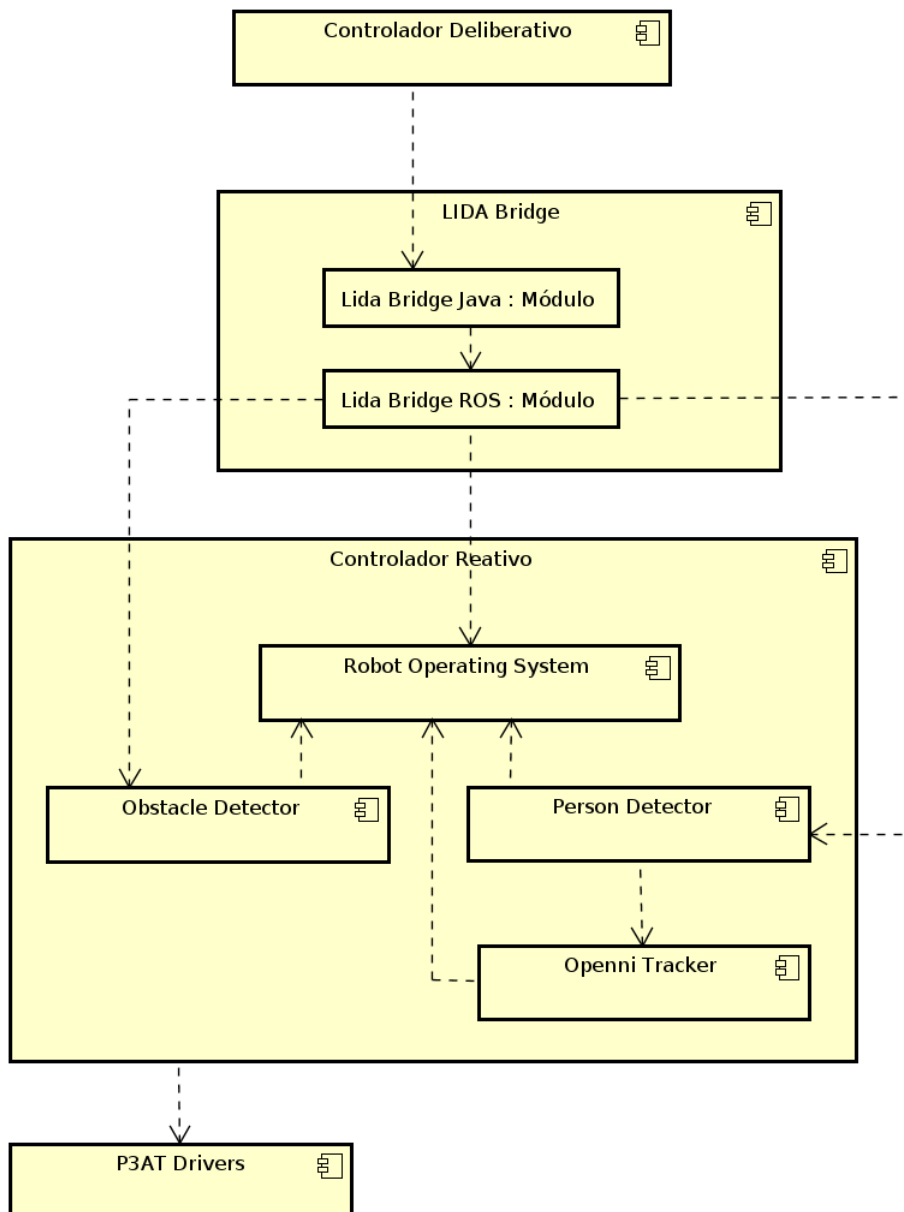 Controlador Deliberativo
LIDA Bridge
Lida Bridge Java : Módulo
Lida Bridge ROS : Módulo
Controlador Reativo
Robot Operating System
Obstacle Detector
Person Detector
Openni Tracker
P3AT Drivers